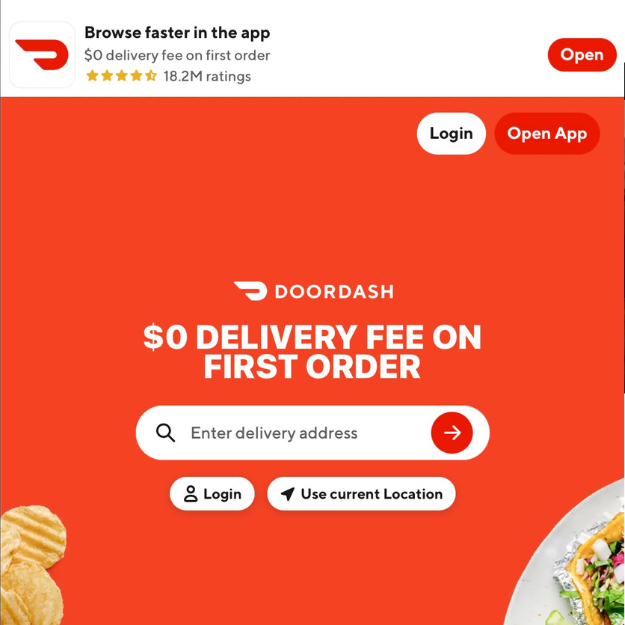 Browse faster in the app
$0 delivery fee on first order
18.2M ratings
Open
Login
Open App
DOORDASH
$0 DELIVERY FEE ON
FIRST ORDER
Enter delivery address
Login
Use current Location